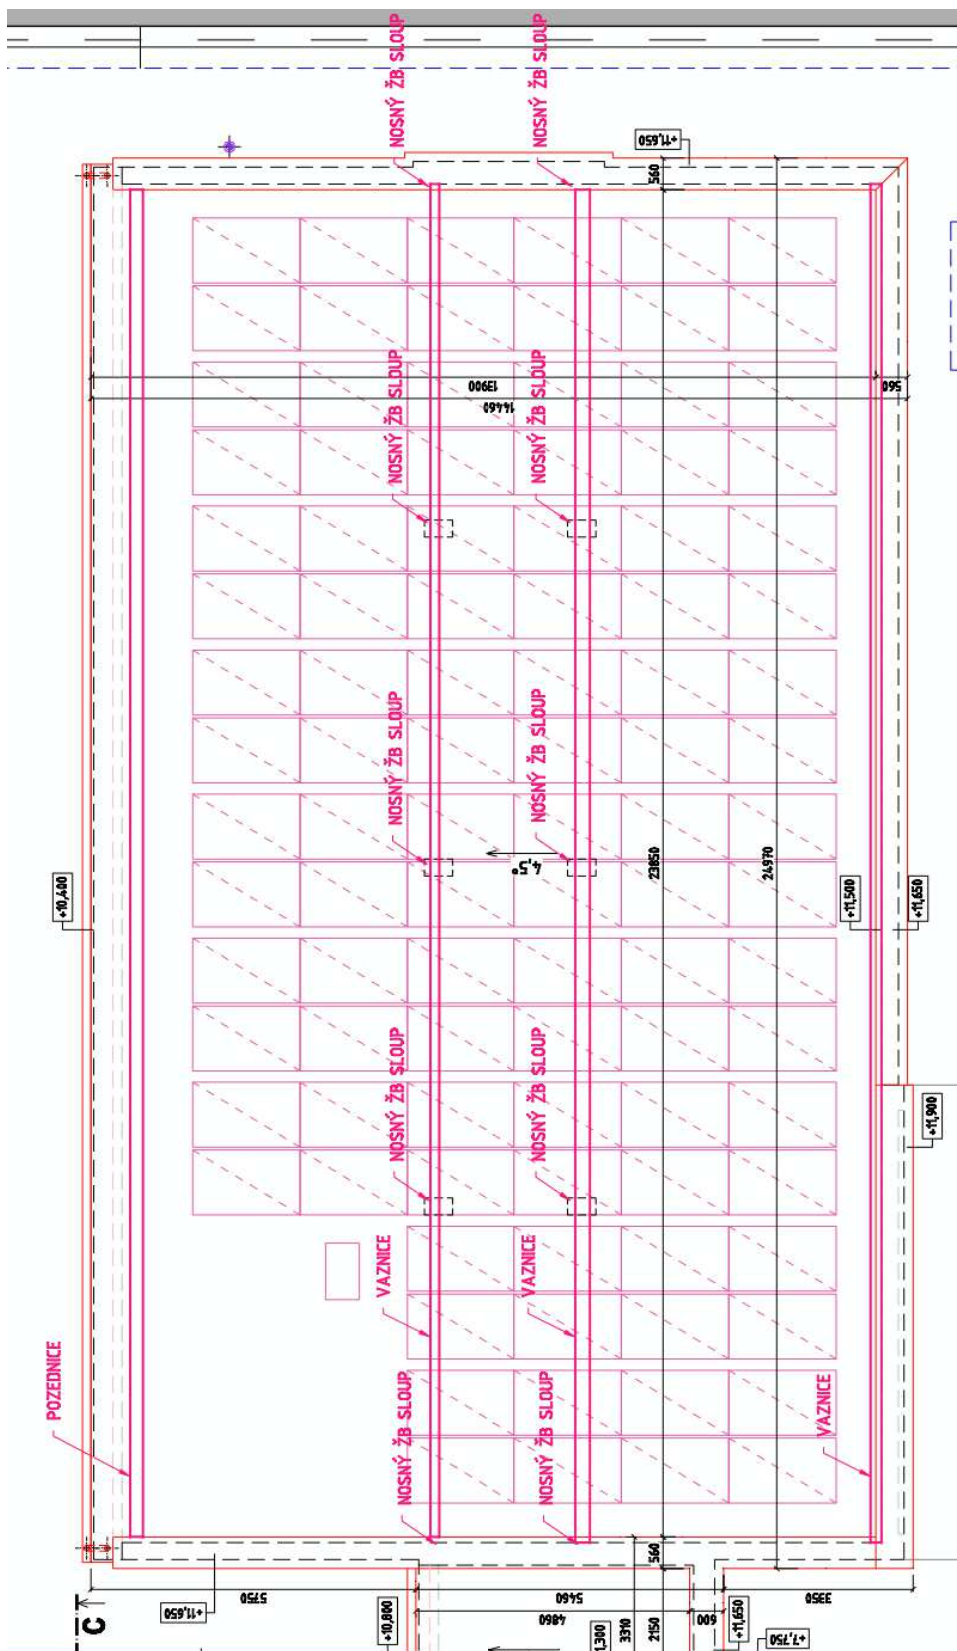 NOSNÝ ŽB SLOUP
NOSNÝ ŽB SLOUP
+11,650
560
13900
560
14460
NOSNÝ ŽB SLOUP
NOSNÝ ŽB SLOUP
NOSNÝ ŽB SLOUP
NOSNÝ ŽB SLOUP
4,5°
23850
24970
+10,400
+11,500
+11,650
NOSNÝ ŽB SLOUP
NOSNÝ ŽB SLOUP
+11,900
VAZNICE
VAZNICE
POZEDNICE
NOSNÝ ŽB SLOUP
NOSNÝ ŽB SLOUP
VAZNICE
560
5750
5460
3350
+11,650
C
+10,800
4860
600
+11,650
3310
2150
+7,750